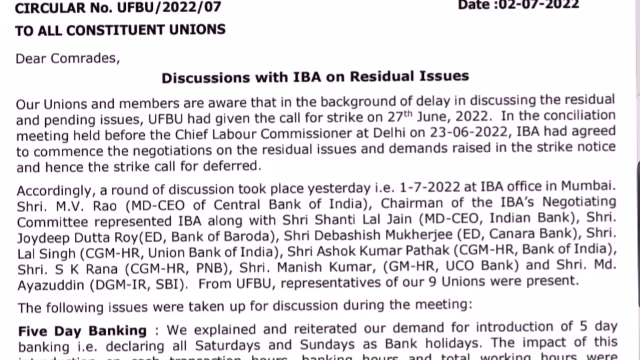 CIRCULAR No. UFBU/2022/07 Date :02-07-2022
TO ALL CONSTITUENT UNIONS
Dear Comrades,
Discussions with IBA on Residual Issues
Our Unions and members are aware that in the background of delay in discussing the residual
and pending issues, UFBU had given the call for strike on 27th June, 2022. In the conciliation
meeting held before the Chief Labour Commissioner at Delhi on 23-06-2022, IBA had agreed
to commence the negotiations on the residual issues and demands raised in the strike notice
and hence the strike call for deferred.
Accordingly, a round of discussion took place yesterday i.e. 1-7-2022 at IBA office in Mumbai.
Shri. M.V. Rao (MD-CEO of Central Bank of India), Chairman of the IBA's Negotiating
Committee represented IBA along with Shri Shanti Lal Jain (MD-CEO, Indian Bank), Shri.
Joydeep Dutta Roy(ED, Bank of Baroda), Shri Debashish Mukherjee (ED, Canara Bank), Shri.
Lal Singh (CGM-HR, Union Bank of India), Shri Ashok Kumar Pathak (CGM-HR, Bank of India),
Shri. S K Rana (CGM-HR, PNB), Shri. Manish Kumar, (GM-HR, UCO Bank) and Shri. Md.
Ayazuddin (DGM-IR, SBI). From UFBU, representatives of our 9 Unions were present.
The following issues were taken up for discussion during the meeting:
Five Day Banking : We explained and reiterated our demand for introduction of 5 day
banking i.e. declaring all Saturdays and Sundays as Bank holidays. The impact of this
introduction on cash transaction hours, banking hours and total working hours were